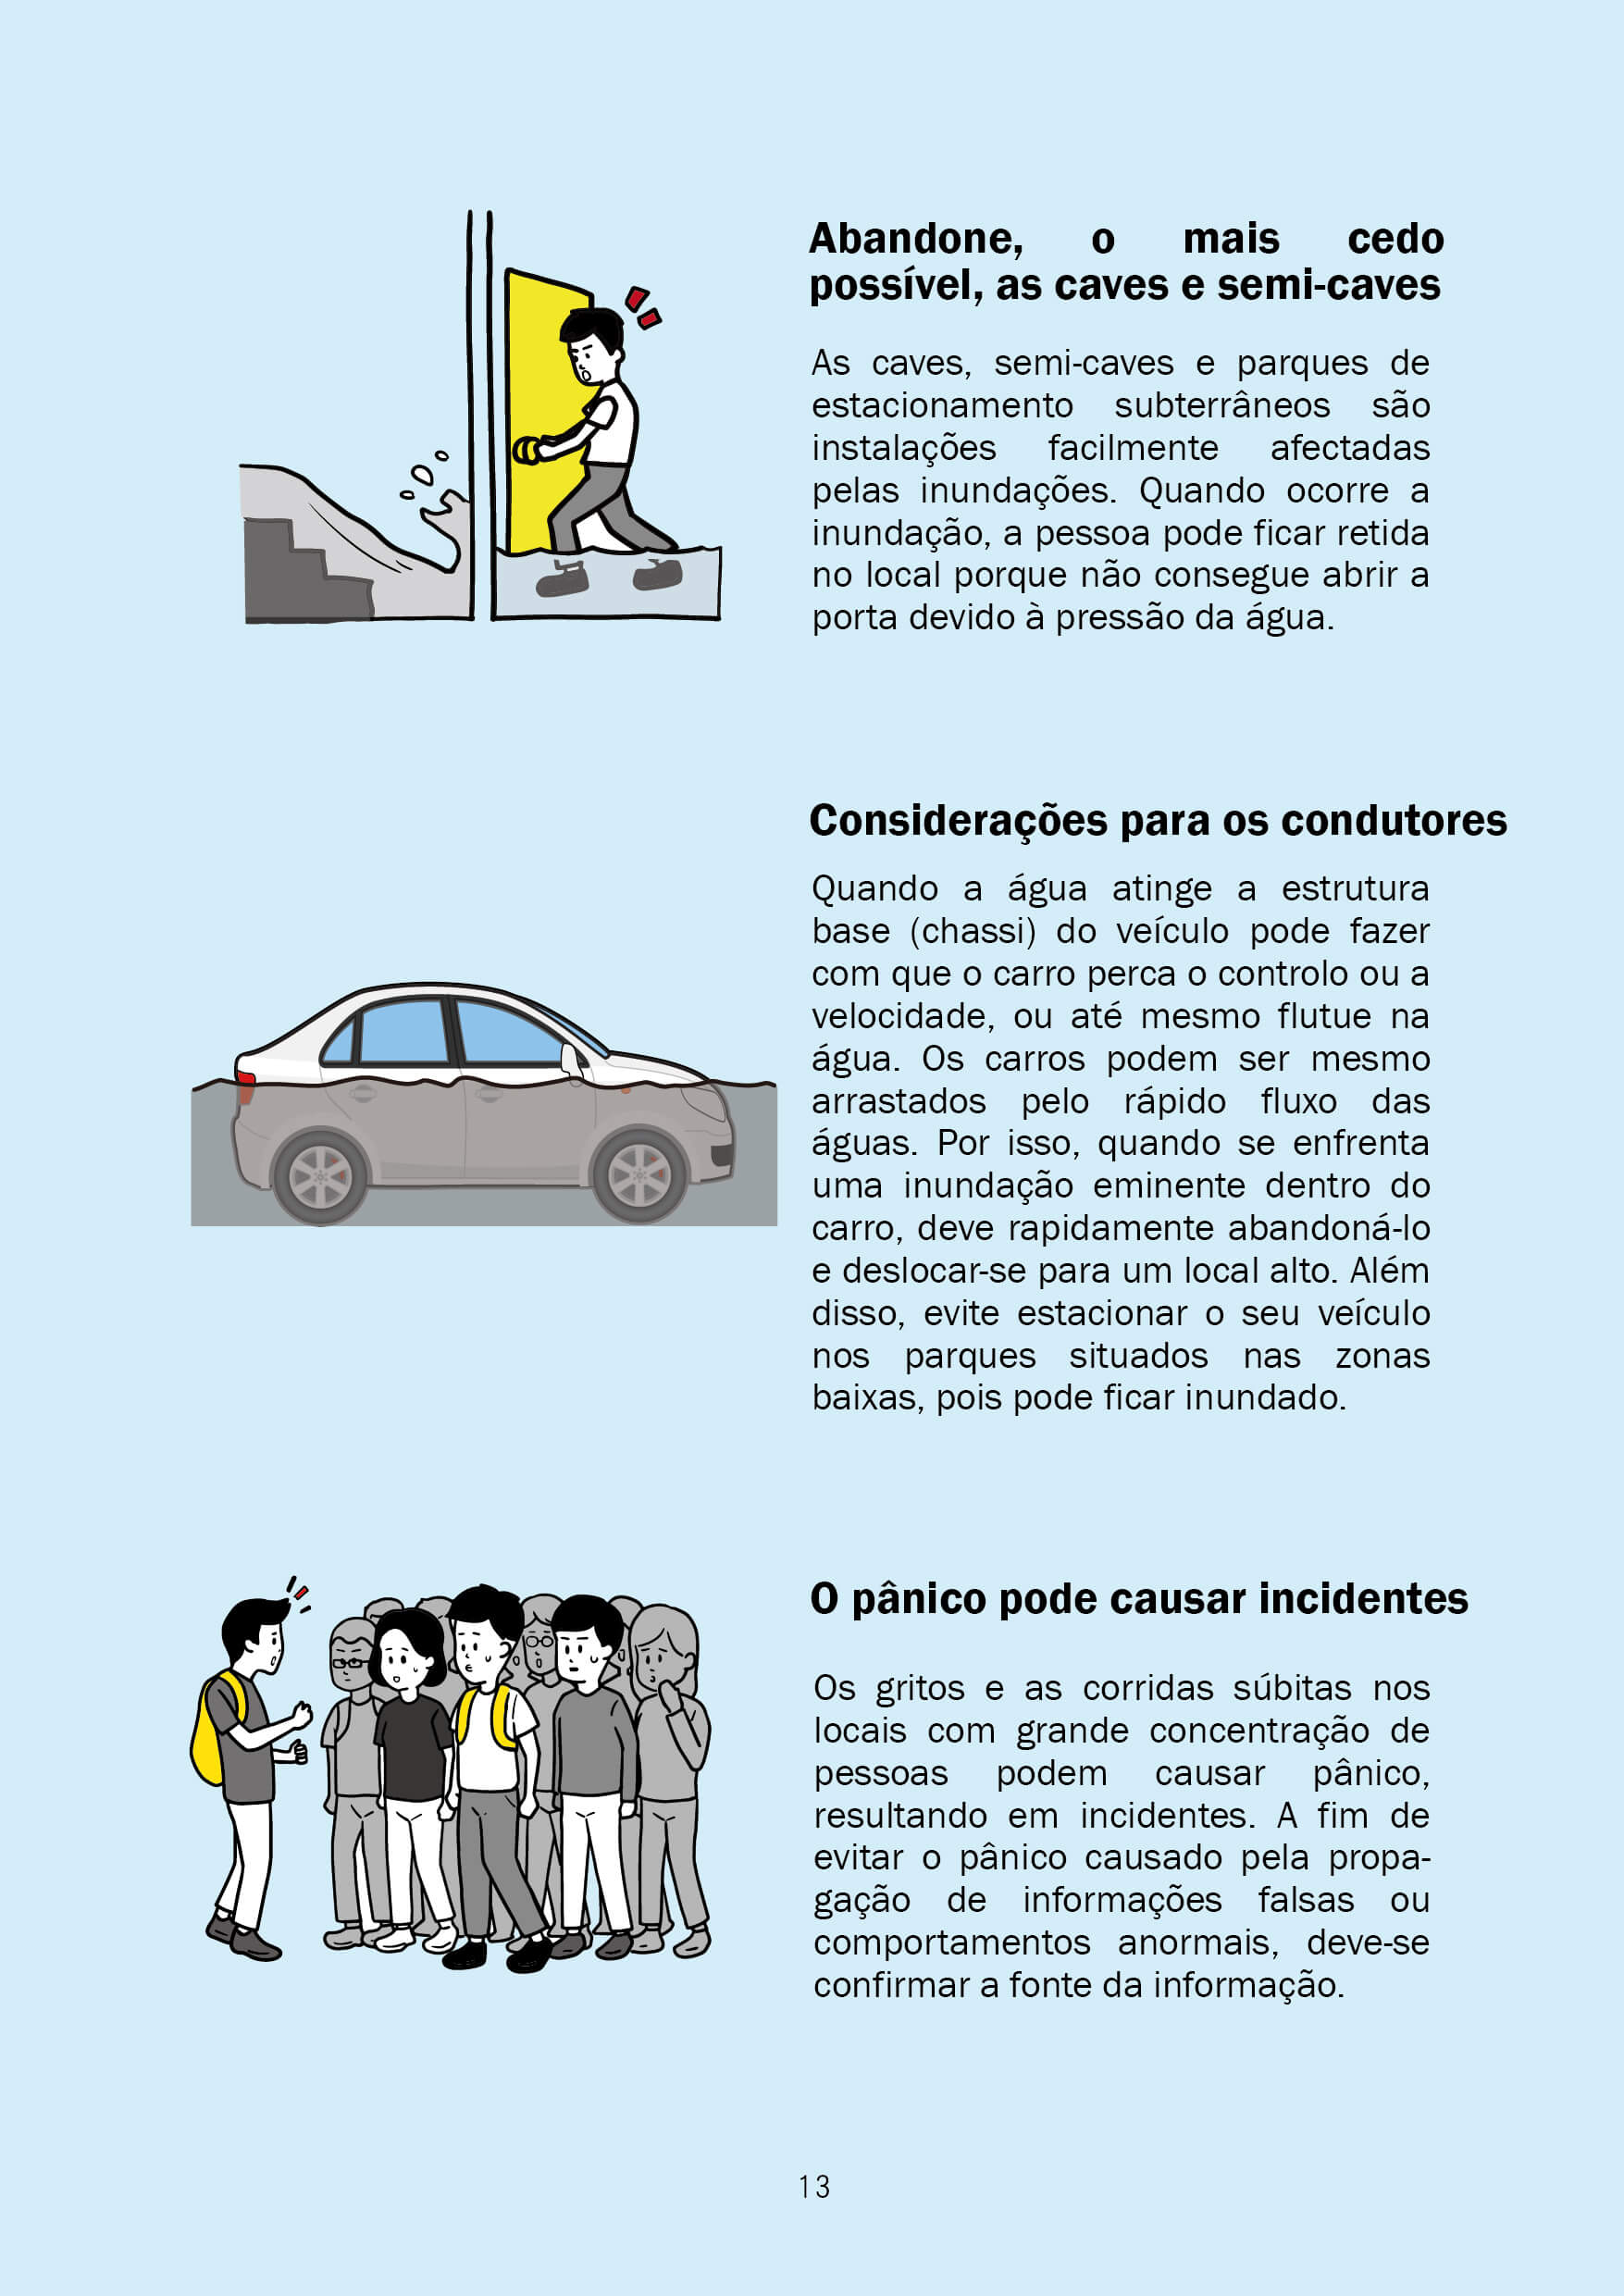 Abandone, o mais cedo
possível, as caves e semi-caves
As caves, semi-caves e parques de
estacionamento subterrâneos são
instalações facilmente afectadas
pelas inundações. Quando ocorre a
inundação, a pessoa pode ficar retida
no local porque não consegue abrir a
porta devido à pressão da água.
Considerações para os condutores
Quando a água atinge a estrutura
base (chassi) do veículo pode fazer
com que o carro perca o controlo ou a
velocidade, ou até mesmo flutue na
água. Os carros podem ser mesmo
arrastados pelo rápido fluxo das
águas. Por isso, quando se enfrenta
uma inundação eminente dentro do
carro, deve rapidamente abandoná-lo
e deslocar-se para um local alto. Além
disso, evite estacionar o seu veículo
nos parques situados nas zonas
baixas, pois pode ficar inundado.
O pânico pode causar incidentes
Os gritos e as corridas súbitas nos
locais com grande concentração de
pessoas podem causar pânico,
resultando em incidentes. A fim de
evitar o pânico causado pela propa-
gação de informações falsas ou
comportamentos anormais, deve-se
confirmar a fonte da informação.
13